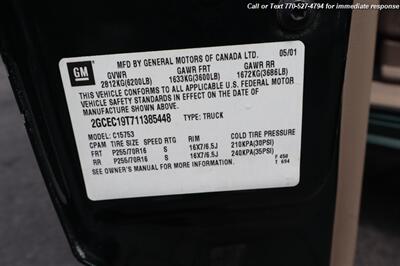 Call or Text 770-527-4794 for immediate response
GM
MFD BY GENERAL MOTORS OF CANADA LTD. 05/01
GVWR GAWR FRT GAWR RR
2812KG(6200LB) 1633KG(3600LB) 1672KG(3686LB)
THIS VEHICLE CONFORMS TO ALL APPLICABLE U.S. FEDERAL MOTOR
VEHICLE SAFETY STANDARDS IN EFFECT ON THE DATE OF
MANUFACTURE SHOWN ABOVE.
2GCEC19T711385448 TYPE: TRUCK
MODEL: C15753
CPAM TIRE SIZE SPEED RTG RIM COLD TIRE PRESSURE
FRT P255/70R16 S 16X7/6.5J 210KPA(30PSI)
RR P255/70R16 S 16X7/6.5J 240KPA(35PSI)
SEE OWNER'S MANUAL FOR MORE INFORMATION.
F 450
T 694